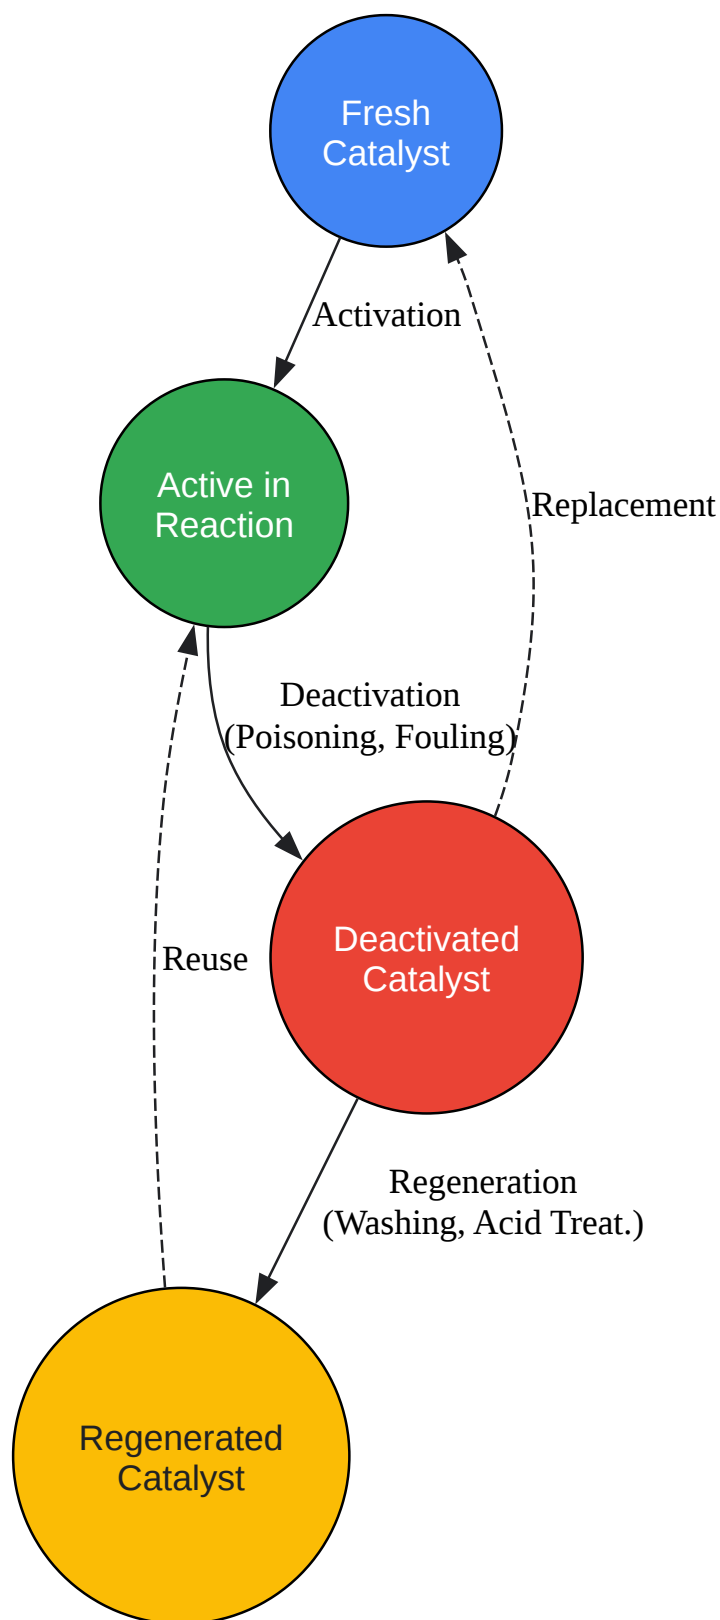 Fresh
Catalyst
Activation
Active in
Reaction
Replacement
Deactivation
(Poisoning, Fouling)
Deactivated
Catalyst
Reuse
Regeneration
(Washing, Acid Treat.)
Regenerated
Catalyst